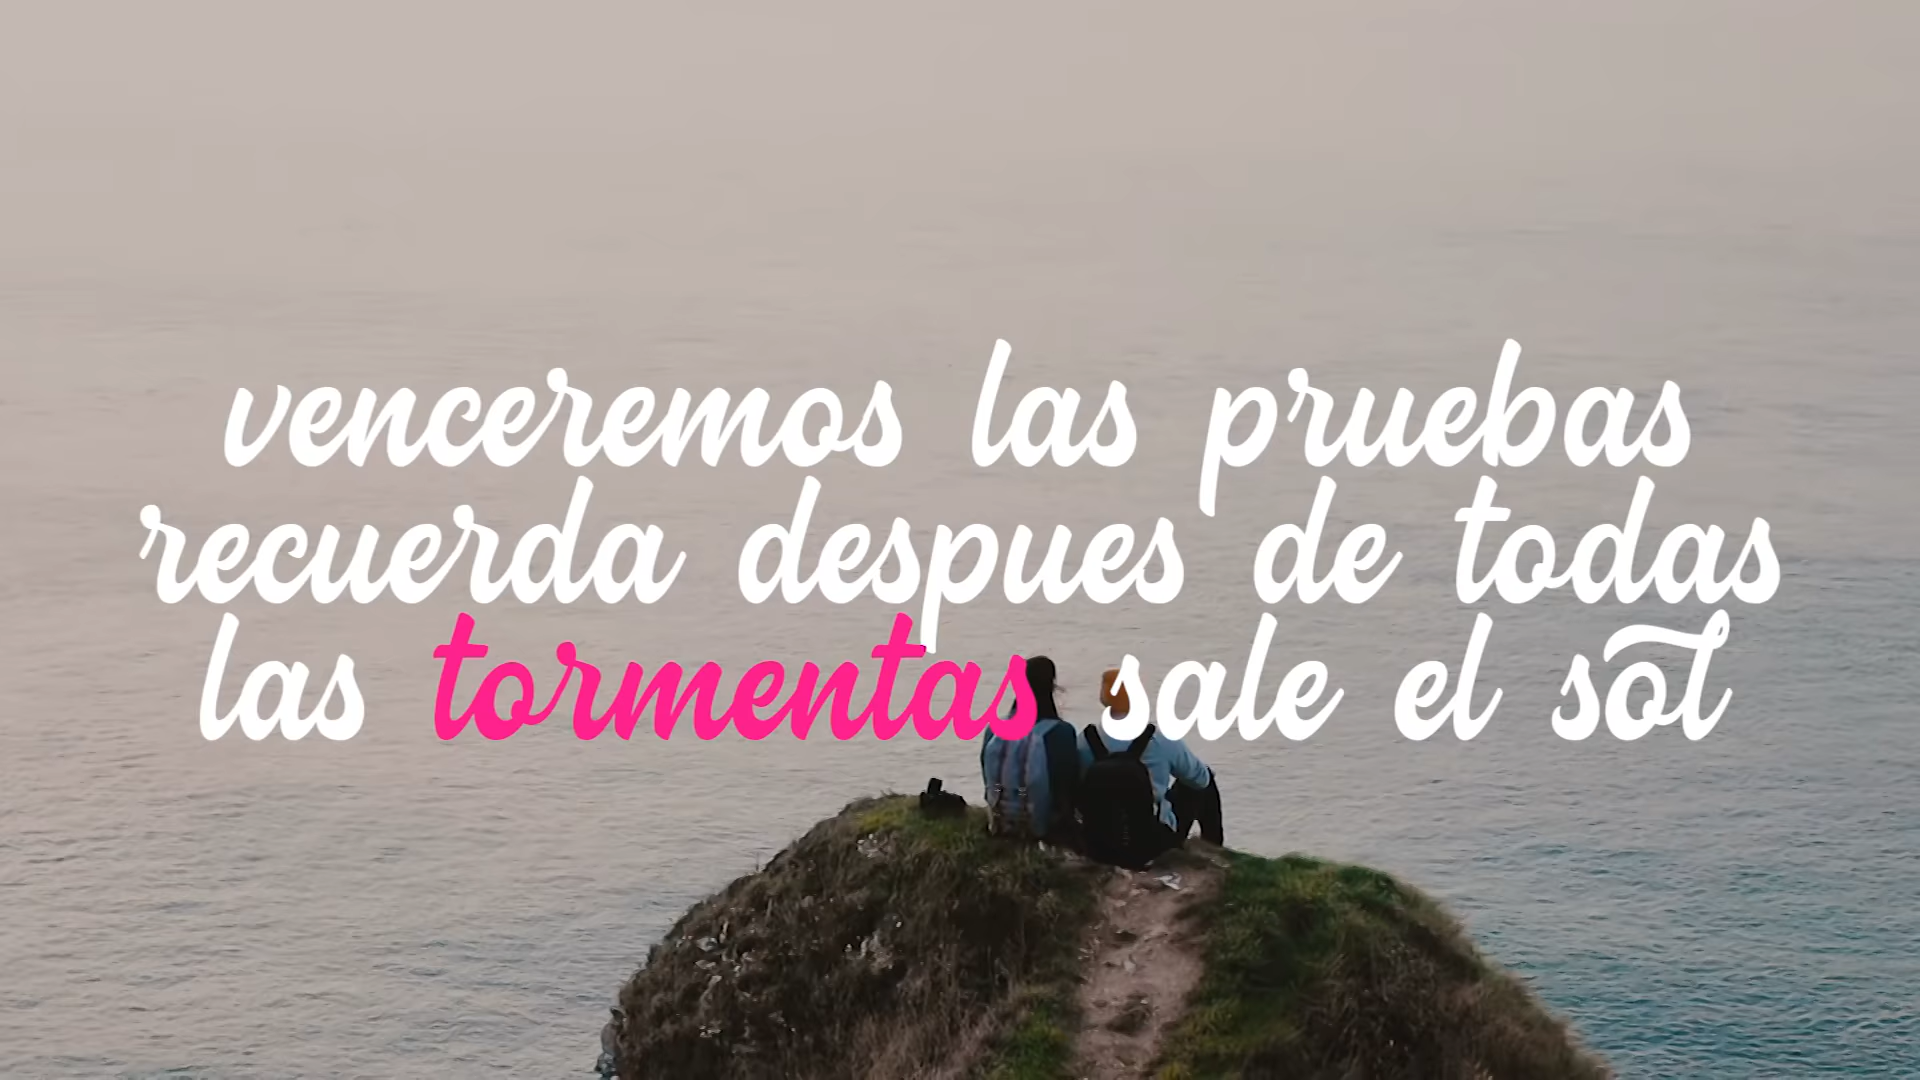 venceremos las pruebas
recuerda despues de todas
las tormentas sale el sol